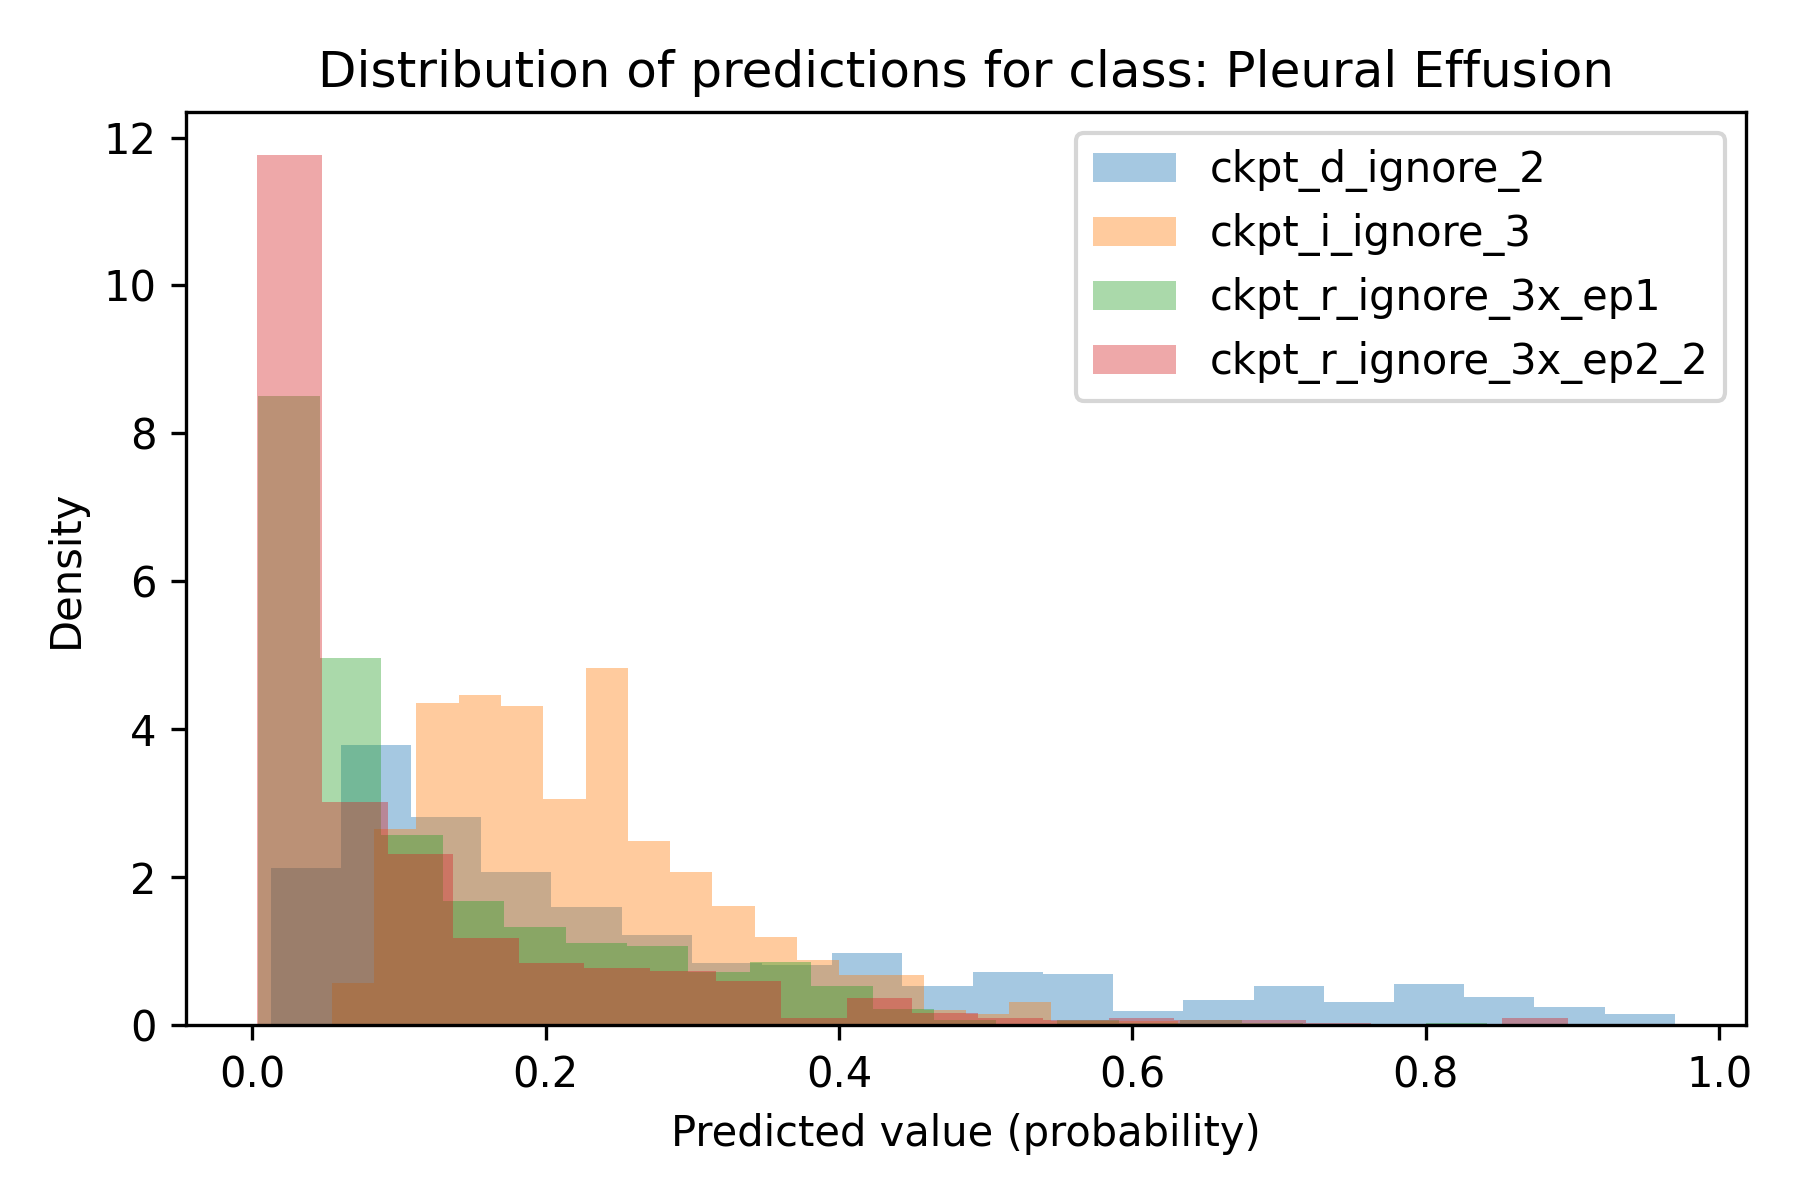 Distribution of predictions for class: Pleural Effusion
ckpt_d_ignore_2
ckpt_i_ignore_3
ckpt_r_ignore_3x_ep1
ckpt_r_ignore_3x_ep2_2
12
10
8
6
4
2
0
Density
0.0 0.2 0.4 0.6 0.8 1.0
Predicted value (probability)